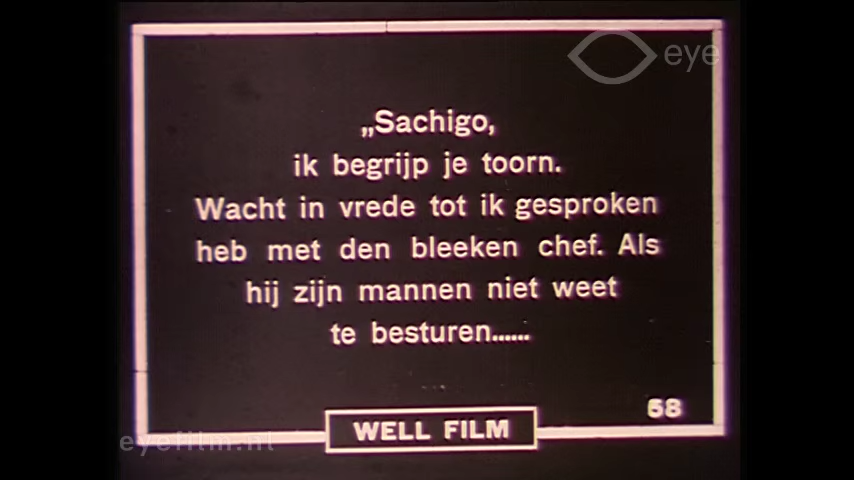 eye
„Sachigo,
ik begrijp je toorn.
Wacht in vrede tot ik gesproken
heb met den bleeken chef. Als
hij zijn mannen niet weet
te besturen......
68
WELL FILM
eyefilm.nl